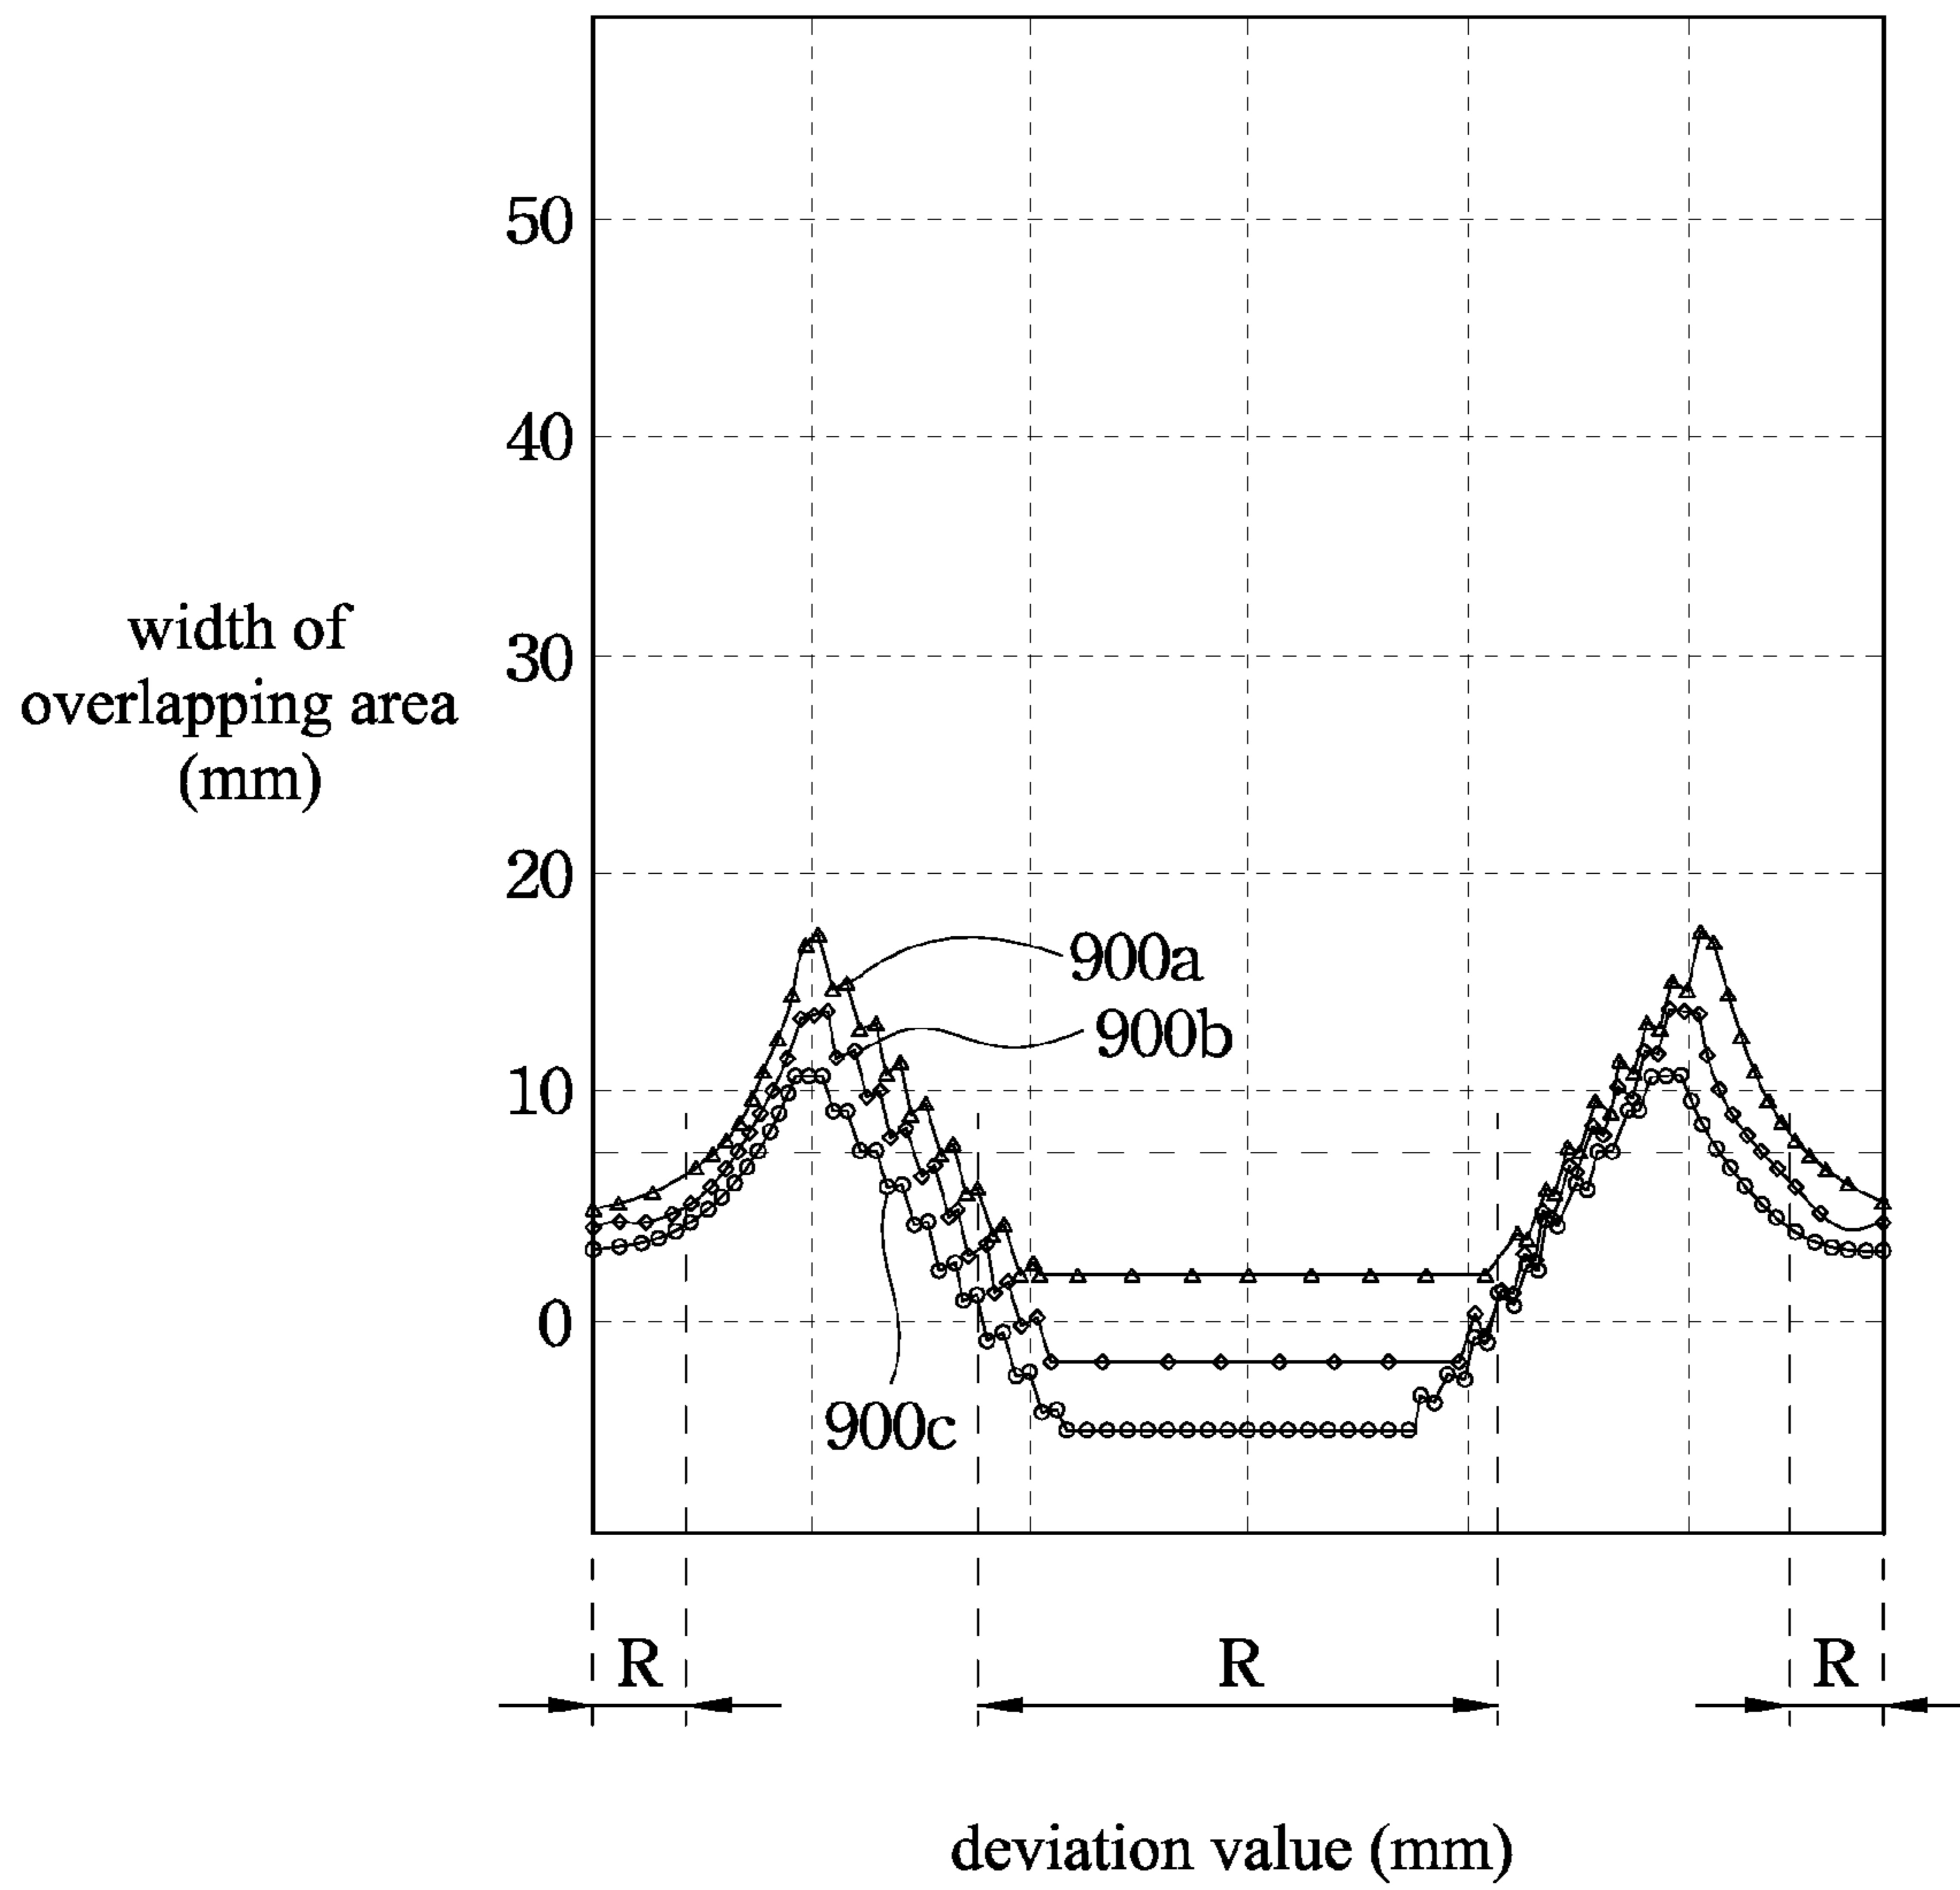 50
40
30
20
10
0
width of
overlapping area
(mm)
900a
900b
900c
R
R
R
deviation value (mm)